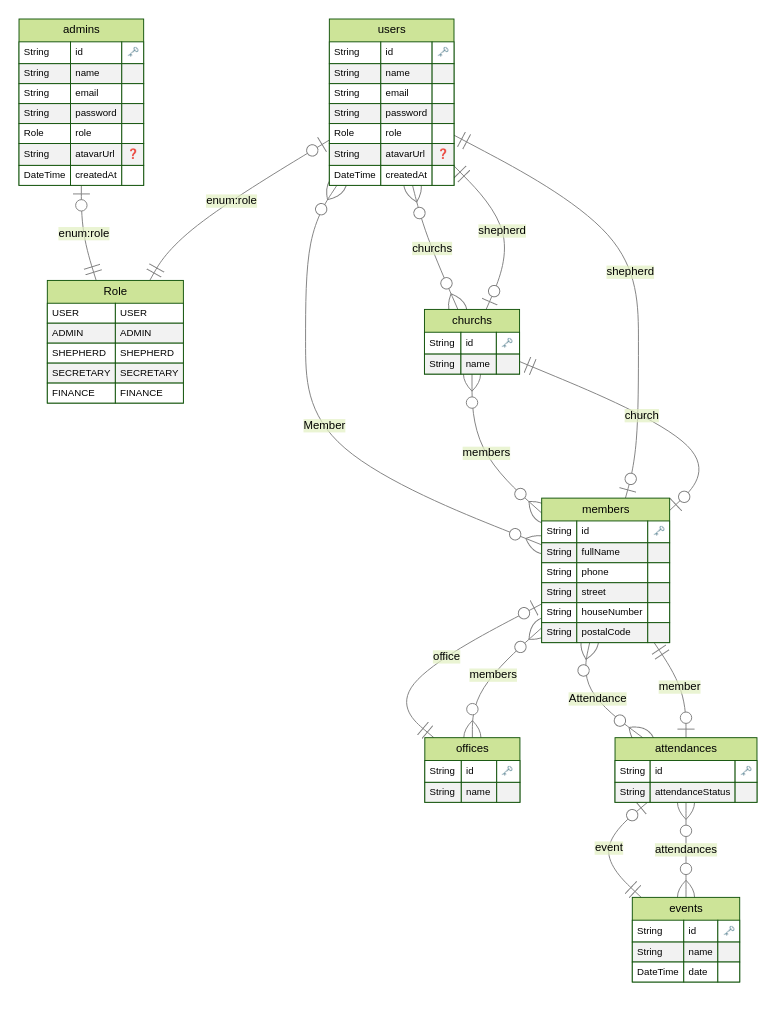 admins
String id
String name
String email
String password
Role role
String atavarUrl ?
DateTime createdAt
users
String id
String name
String email
String password
Role role
String atavarUrl ?
DateTime createdAt
enum:role
enum:role
churchs
shepherd
shepherd
Role
USER USER
ADMIN ADMIN
SHEPHERD SHEPHERD
SECRETARY SECRETARY
FINANCE FINANCE
churchs
String id
String name
Member
members
church
members
String id
String fullName
String phone
String street
String houseNumber
String postalCode
office
members
Attendance
member
offices
String id
String name
attendances
String id
String attendanceStatus
event
attendances
events
String id
String name
DateTime date